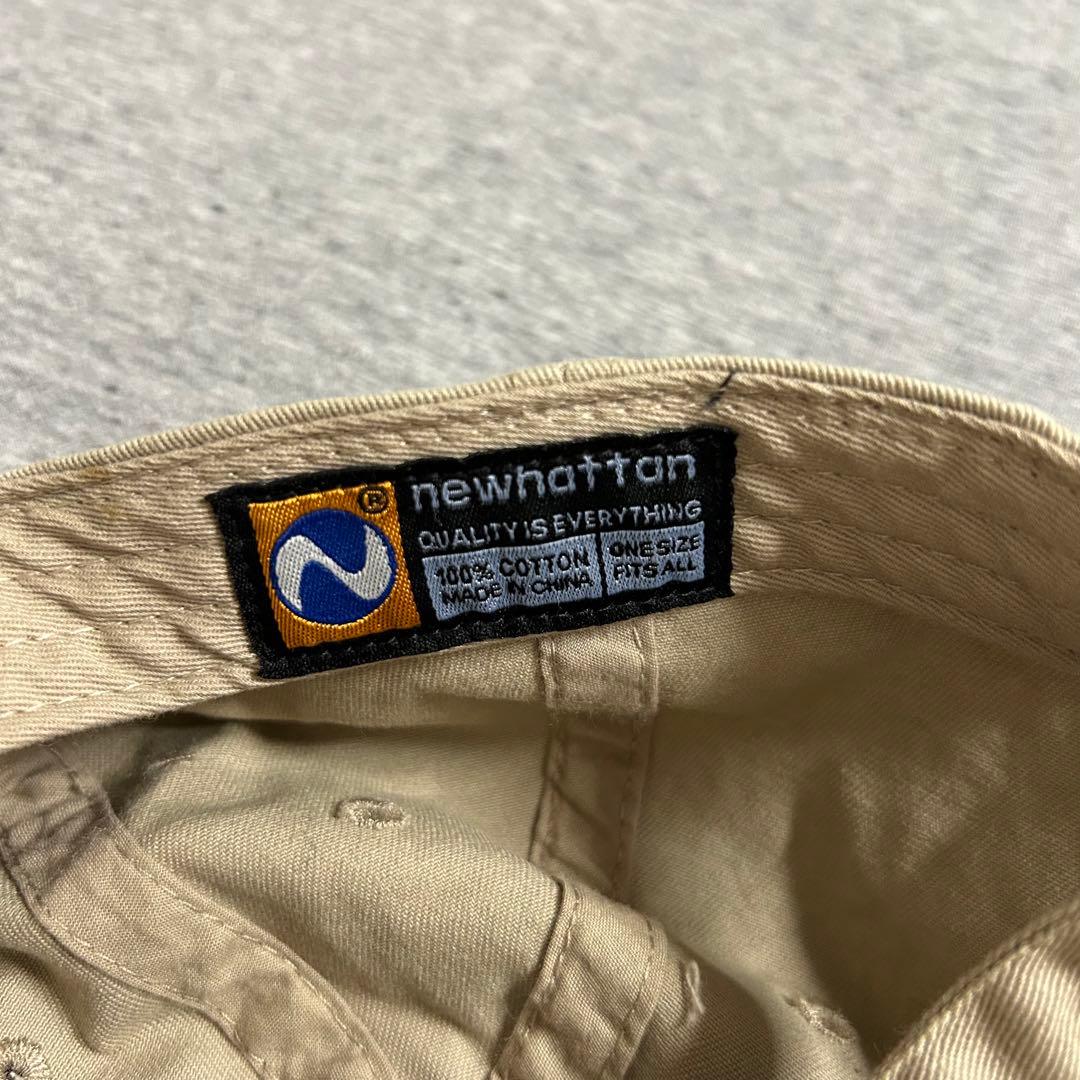 ®
newhattan
QUALITY IS EVERYTHING
100% COTTON
MADE IN CHINA
ONE SIZE
FITS ALL